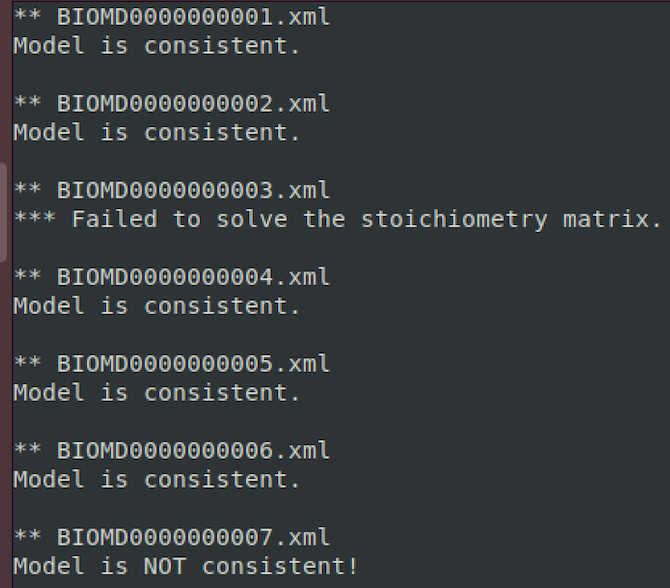 ** BIOMD0000000001.xml
Model is consistent.
** BIOMD0000000002.xml
Model is consistent.
** BIOMD0000000003.xml
*** Failed to solve the stoichiometry matrix.
** BIOMD0000000004.xml
Model is consistent.
** BIOMD0000000005.xml
Model is consistent.
** BIOMD0000000006.xml
Model is consistent.
** BIOMD0000000007.xml
Model is NOT consistent!